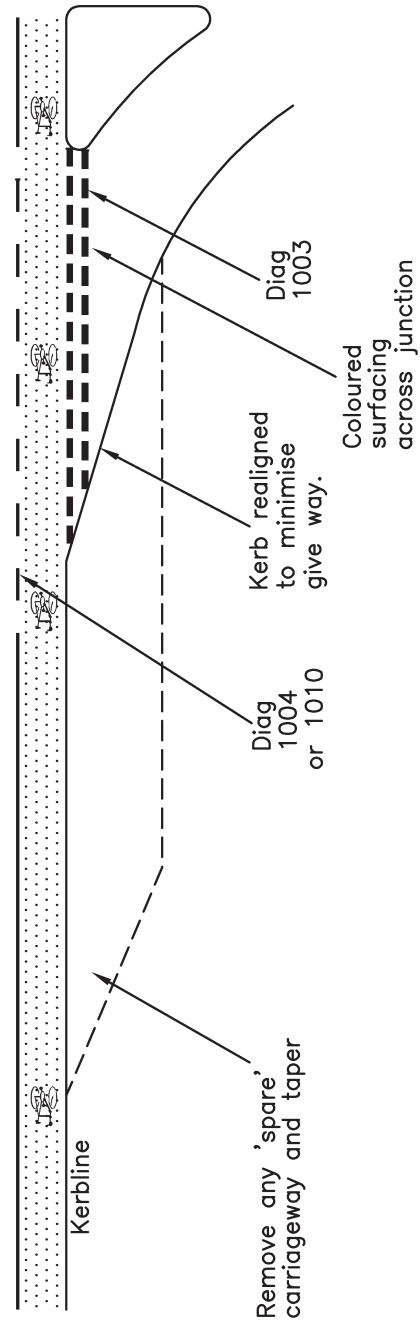 Kerbline
Remove any 'spare'
carriageway and taper
Diag
1004
or 1010
Kerb realigned
to minimise
give way.
Diag
1003
Coloured
surfacing
across junction